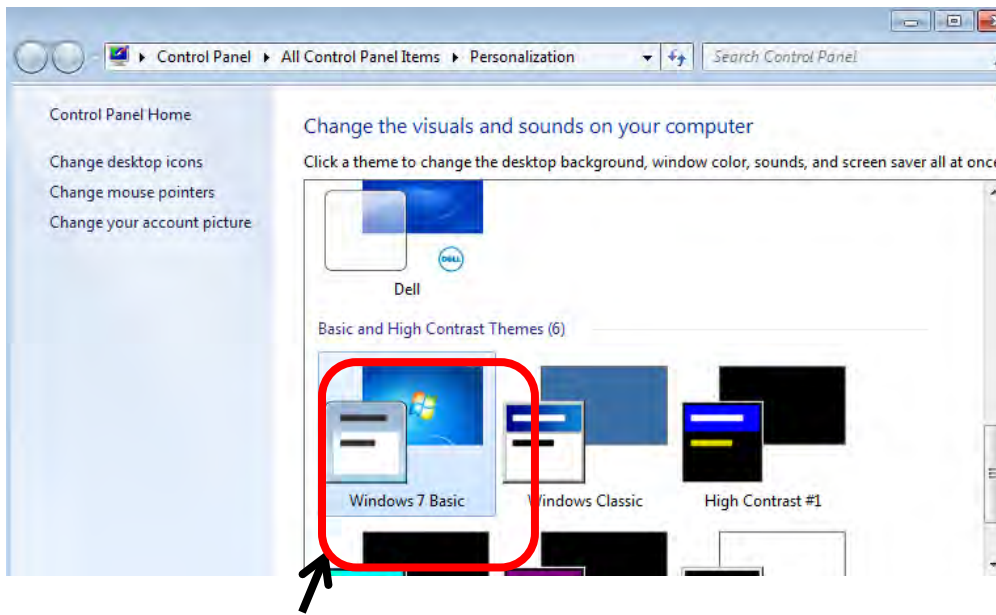 Control Panel All Control Panel Items Personalization Search Control Panel
Control Panel Home
Change desktop icons
Change mouse pointers
Change your account picture
Change the visuals and sounds on your computer
Click a theme to change the desktop background, window color, sounds, and screen saver all at once
DELL
Dell
Basic and High Contrast Themes (6)
Windows 7 Basic
Windows Classic
High Contrast #1